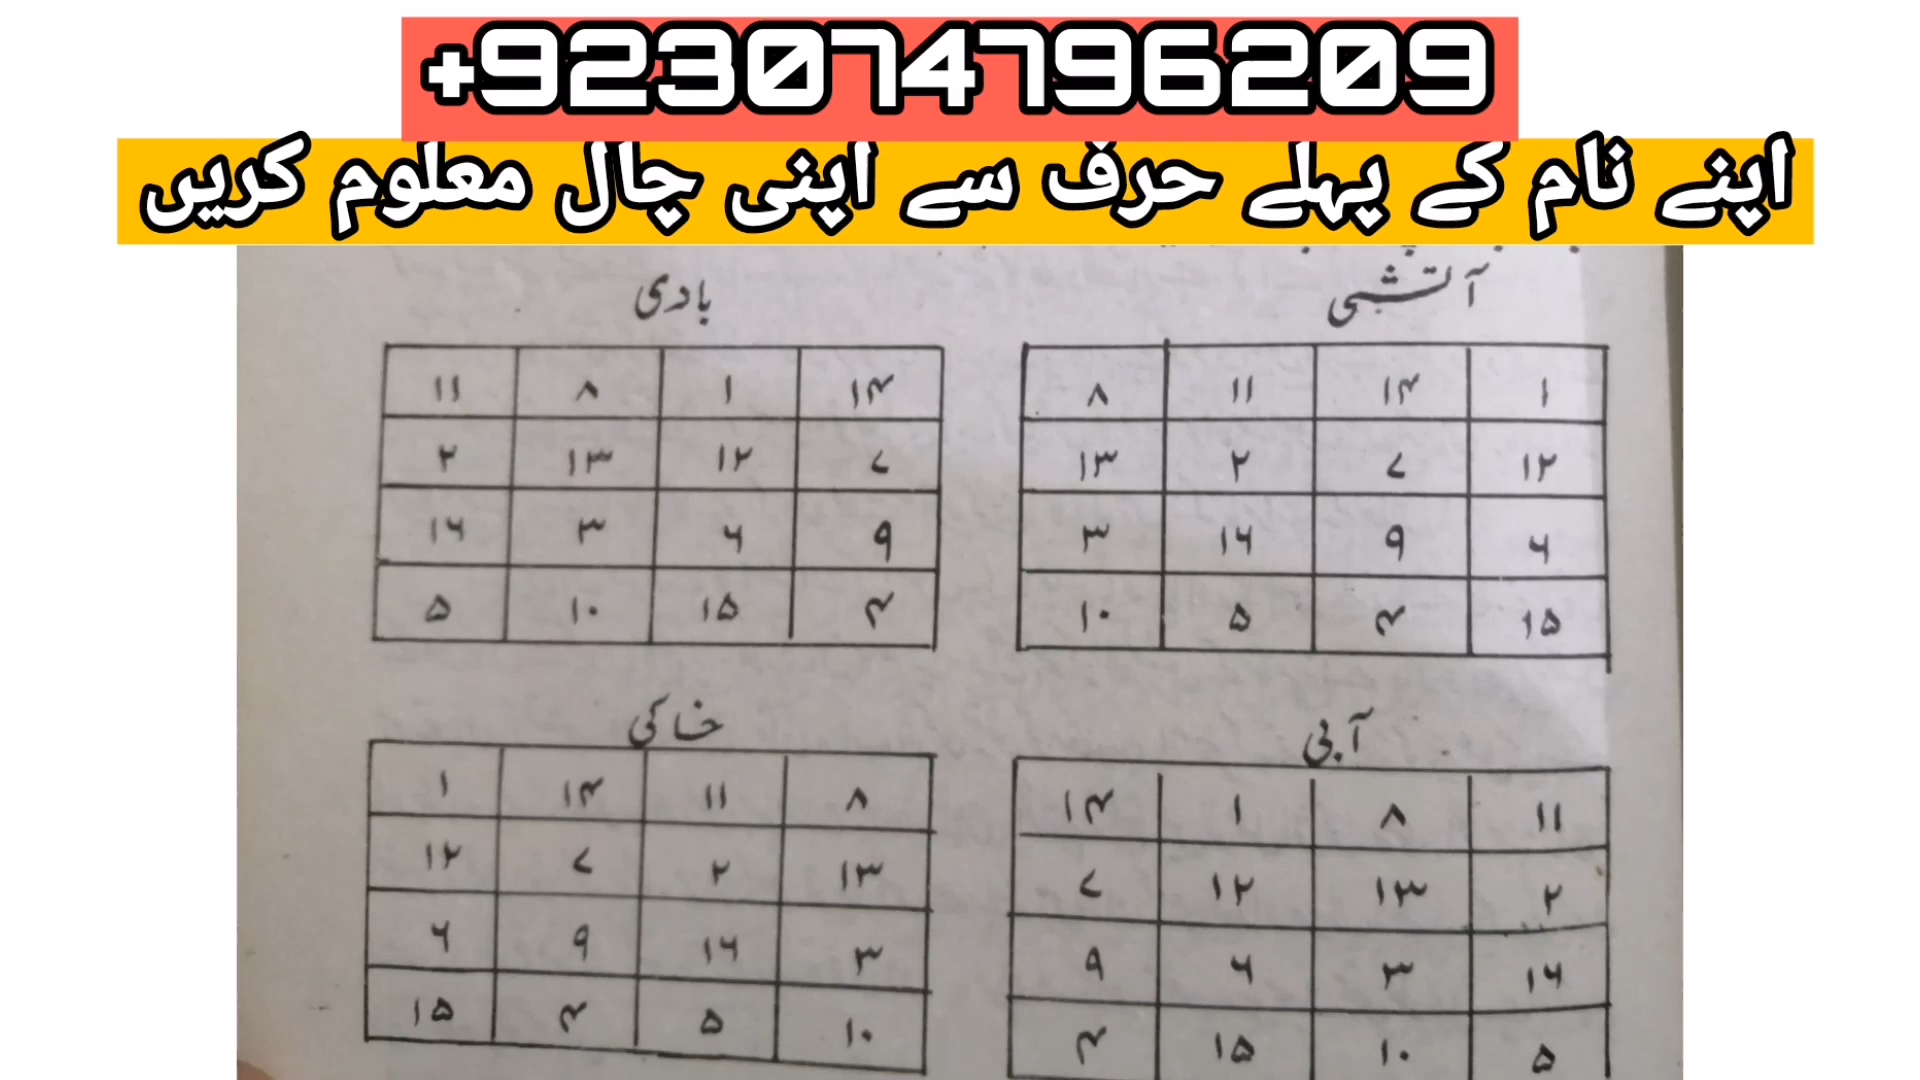 +923074796209
اپنے نام کے پہلے حرف سے اپنی چال معلوم کریں
آتشی
۱ ۱۴ ۱۱ ۸
۱۲ ۷ ۲ ۱۳
۶ ۹ ۱۶ ۳
۱۵ ۴ ۵ ۱۰
بادی
۱۴ ۱ ۸ ۱۱
۷ ۱۲ ۱۳ ۲
۹ ۶ ۳ ۱۶
۴ ۱۵ ۱۰ ۵
آبی
۱۱ ۸ ۱ ۱۴
۲ ۱۳ ۱۲ ۷
۱۶ ۳ ۶ ۹
۵ ۱۰ ۱۵ ۴
خاکی
۸ ۱۱ ۱۴ ۱
۱۳ ۲ ۷ ۱۲
۳ ۱۶ ۹ ۶
۱۰ ۵ ۴ ۱۵